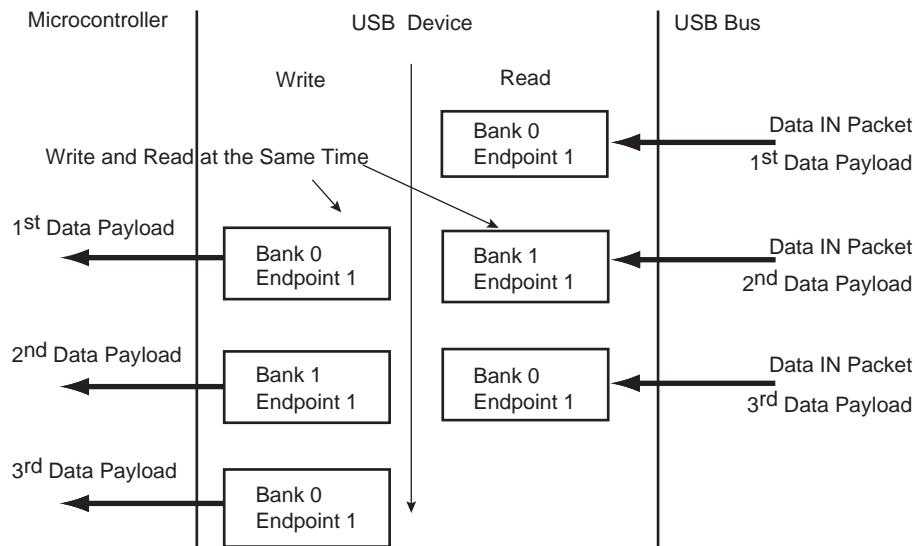 Microcontroller
USB Device
USB Bus
Write
Read
Bank 0
Endpoint 1
Data IN Packet
1st Data Payload
Write and Read at the Same Time
1st Data Payload
Bank 0
Endpoint 1
Bank 1
Endpoint 1
Data IN Packet
2nd Data Payload
2nd Data Payload
Bank 1
Endpoint 1
Bank 0
Endpoint 1
Data IN Packet
3rd Data Payload
3rd Data Payload
Bank 0
Endpoint 1